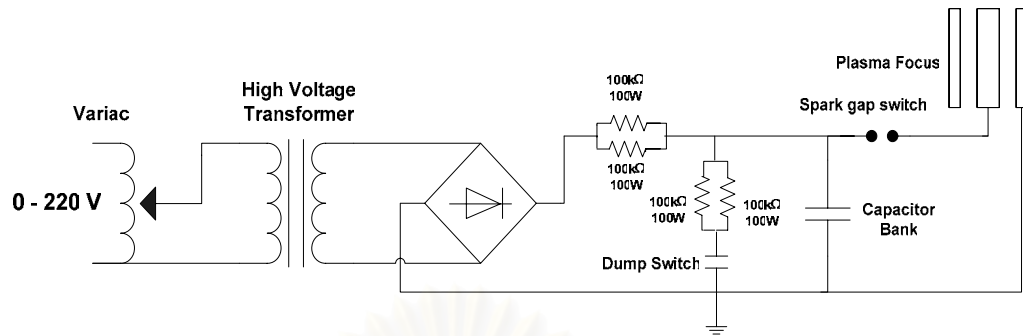 Variac
High Voltage
Transformer
0 - 220 V
100kΩ
100W
100kΩ
100W
100kΩ
100W
100kΩ
100W
Dump Switch
Plasma Focus
Spark gap switch
Capacitor
Bank